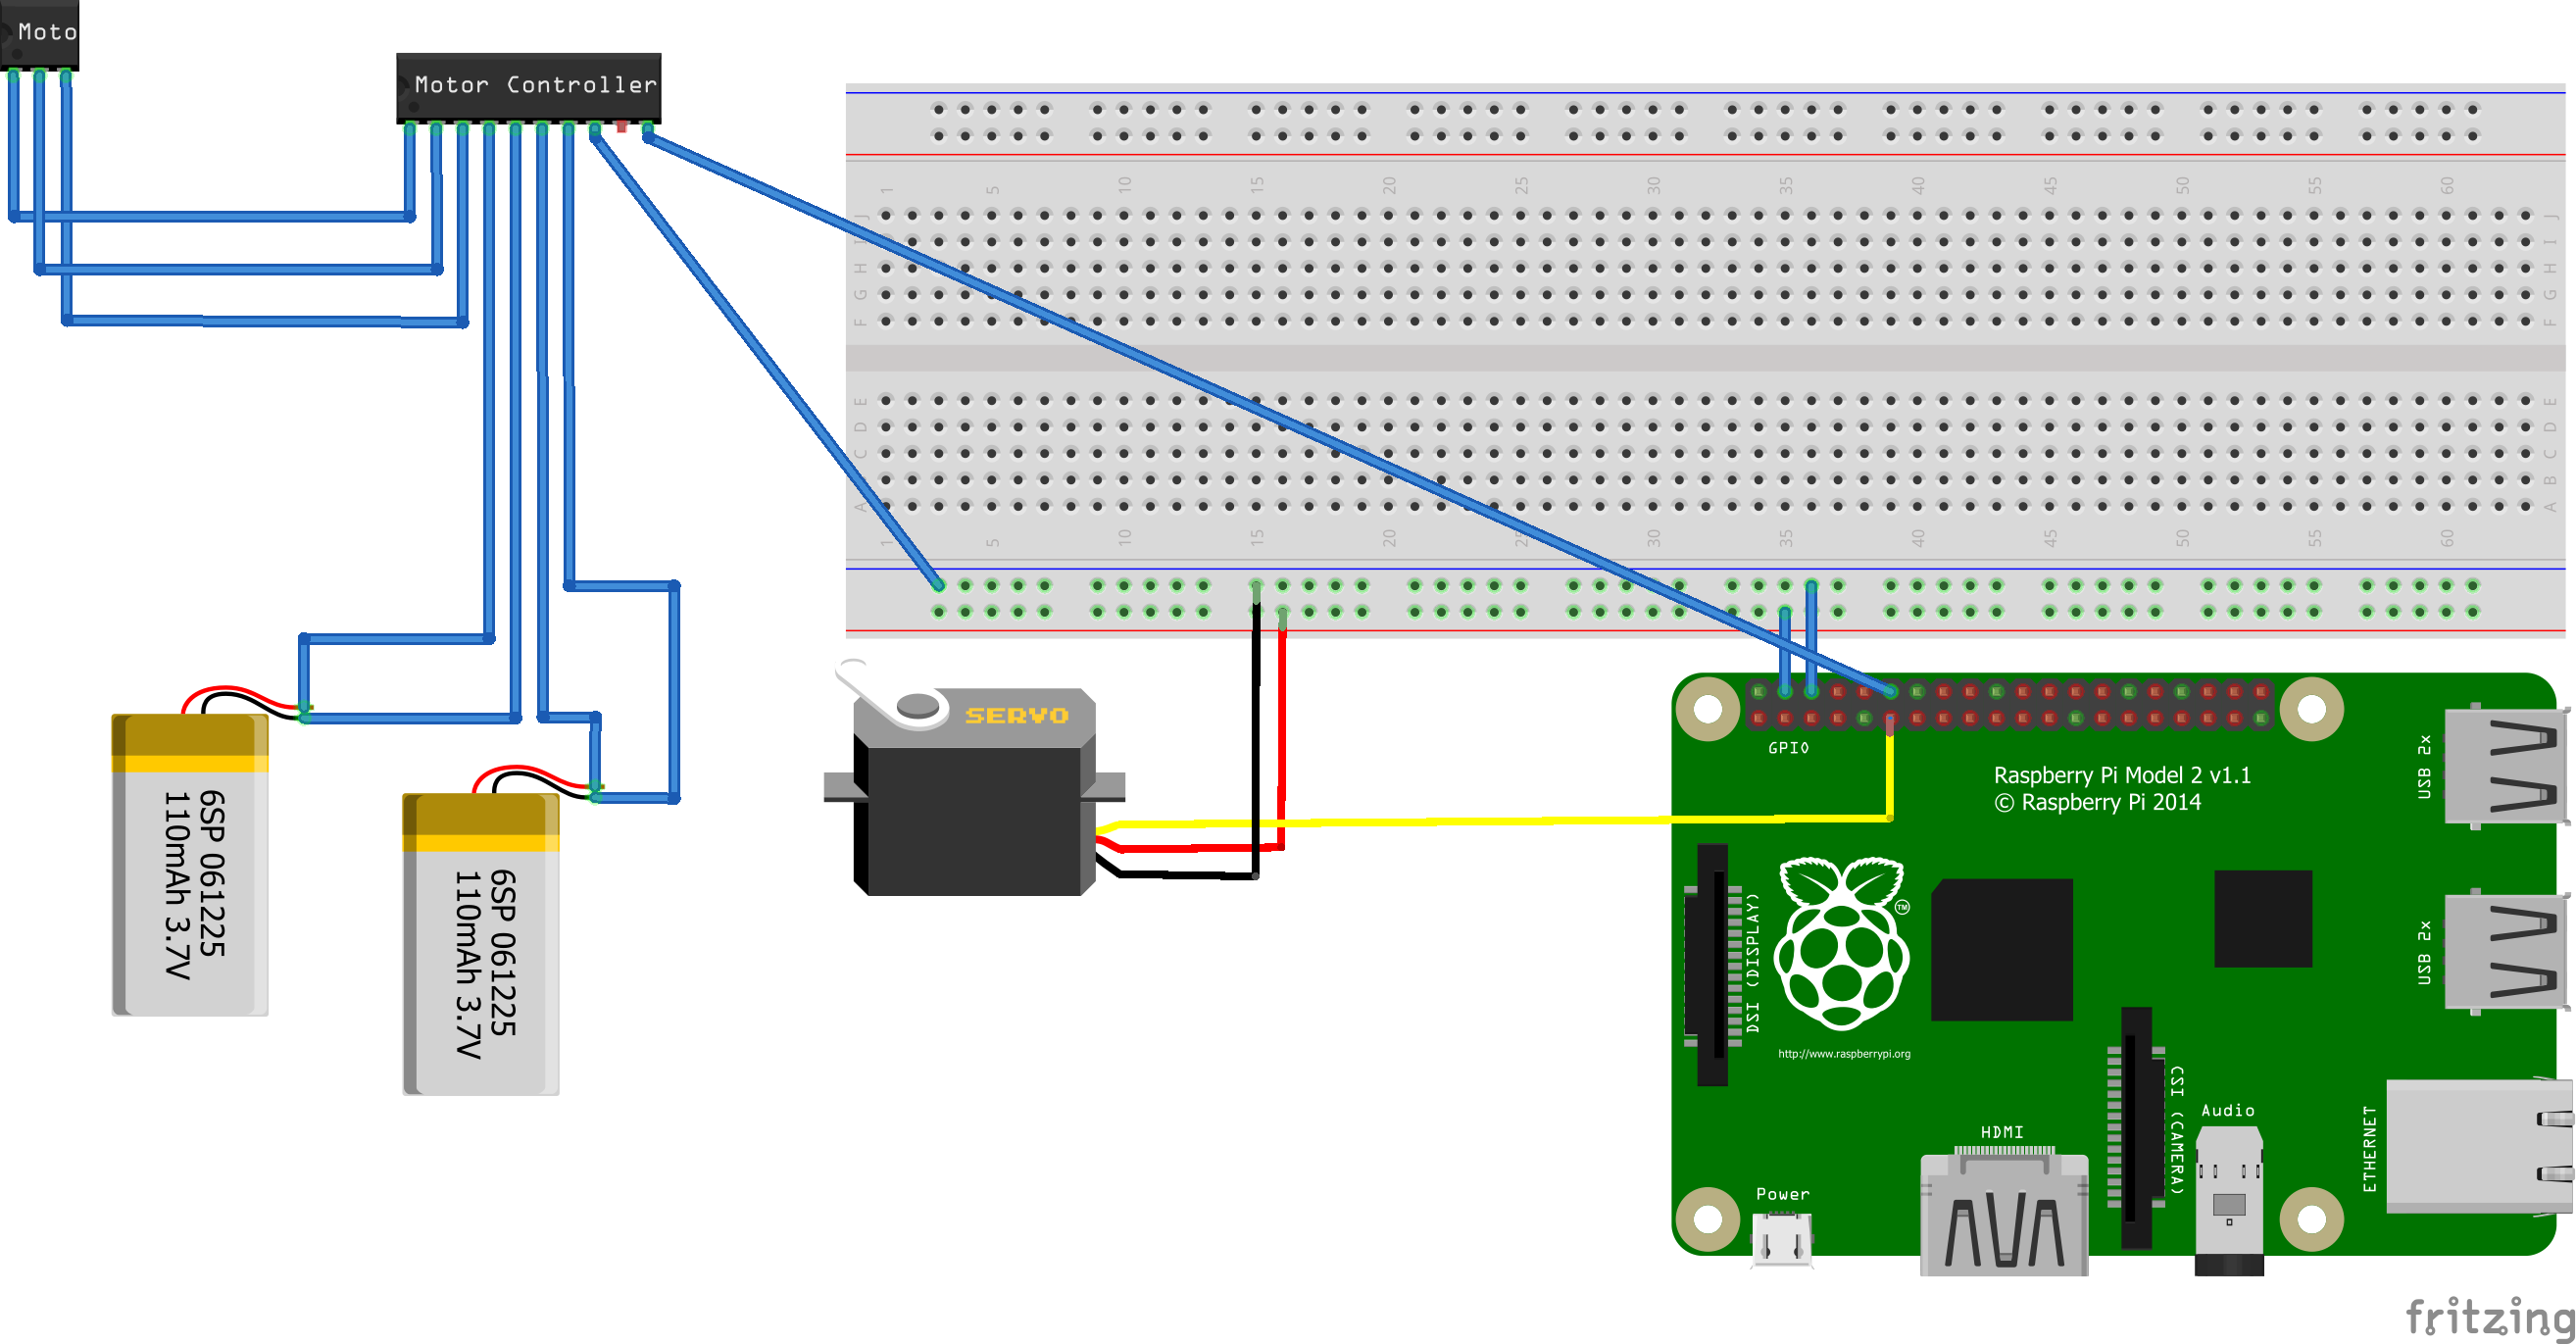 Moto
Motor Controller
1 5 10 15 20 25 30 35 40 45 50 55 60
J J
I I
H H
G G
F F
E E
D D
C C
B
A A
1 5 10 15 20 25 30 35 40 45 50 55 60
SERVO
6SP 061225
110mAh 3.7V
6SP 061225
110mAh 3.7V
GPIO
Raspberry Pi Model 2 v1.1
© Raspberry Pi 2014
USB 2x
USB 2x
DSI (DISPLAY)
TM
http://www.raspberrypi.org
CSI (CAMERA)
Audio
HDMI
ETHERNET
Power
fritzing